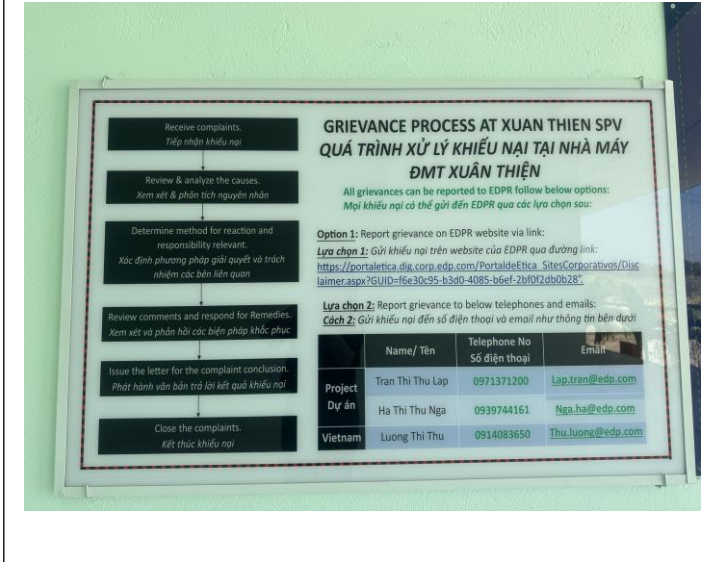 Receive complaints.
Tiếp nhận khiếu nại
Review & analyze the causes.
Xem xét & phân tích nguyên nhân
Determine method for reaction and
responsibility relevant.
Xác định phương pháp giải quyết và trách
nhiệm các bên liên quan
Review comments and respond for Remedies.
Xem xét và phản hồi các biện pháp khắc phục
Issue the letter for the complaint conclusion.
Phát hành văn bản trả lời kết quả khiếu nại
Close the complaints.
Kết thúc khiếu nại
GRIEVANCE PROCESS AT XUAN THIEN SPV
QUÁ TRÌNH XỬ LÝ KHIẾU NẠI TẠI NHÀ MÁY
ĐMT XUÂN THIỆN
All grievances can be reported to EDPR follow below options:
Mọi khiếu nại có thể gửi đến EDPR qua các lựa chọn sau:
Option 1: Report grievance on EDPR website via link:
Lựa chọn 1: Gửi khiếu nại trên website của EDPR qua đường link:
https://portaletica.dig.corp.edp.com/PortaldeEtica_SitesCorporativos/Disc
laimer.aspx?GUID=f6e30c95-b3d0-4085-b6ef-2bf0f2db0b28".
Lựa chọn 2: Report grievance to below telephones and emails:
Cách 2: Gửi khiếu nại đến số điện thoại và email như thông tin bên dưới
Name/ Tên Telephone No Email
Số điện thoại
Project Tran Thi Thu Lap 0971371200 Lap.tran@edp.com
Dự án Ha Thi Thu Nga 0939744161 Nga.ha@edp.com
Vietnam Luong Thi Thu 0914083650 Thu.luong@edp.com